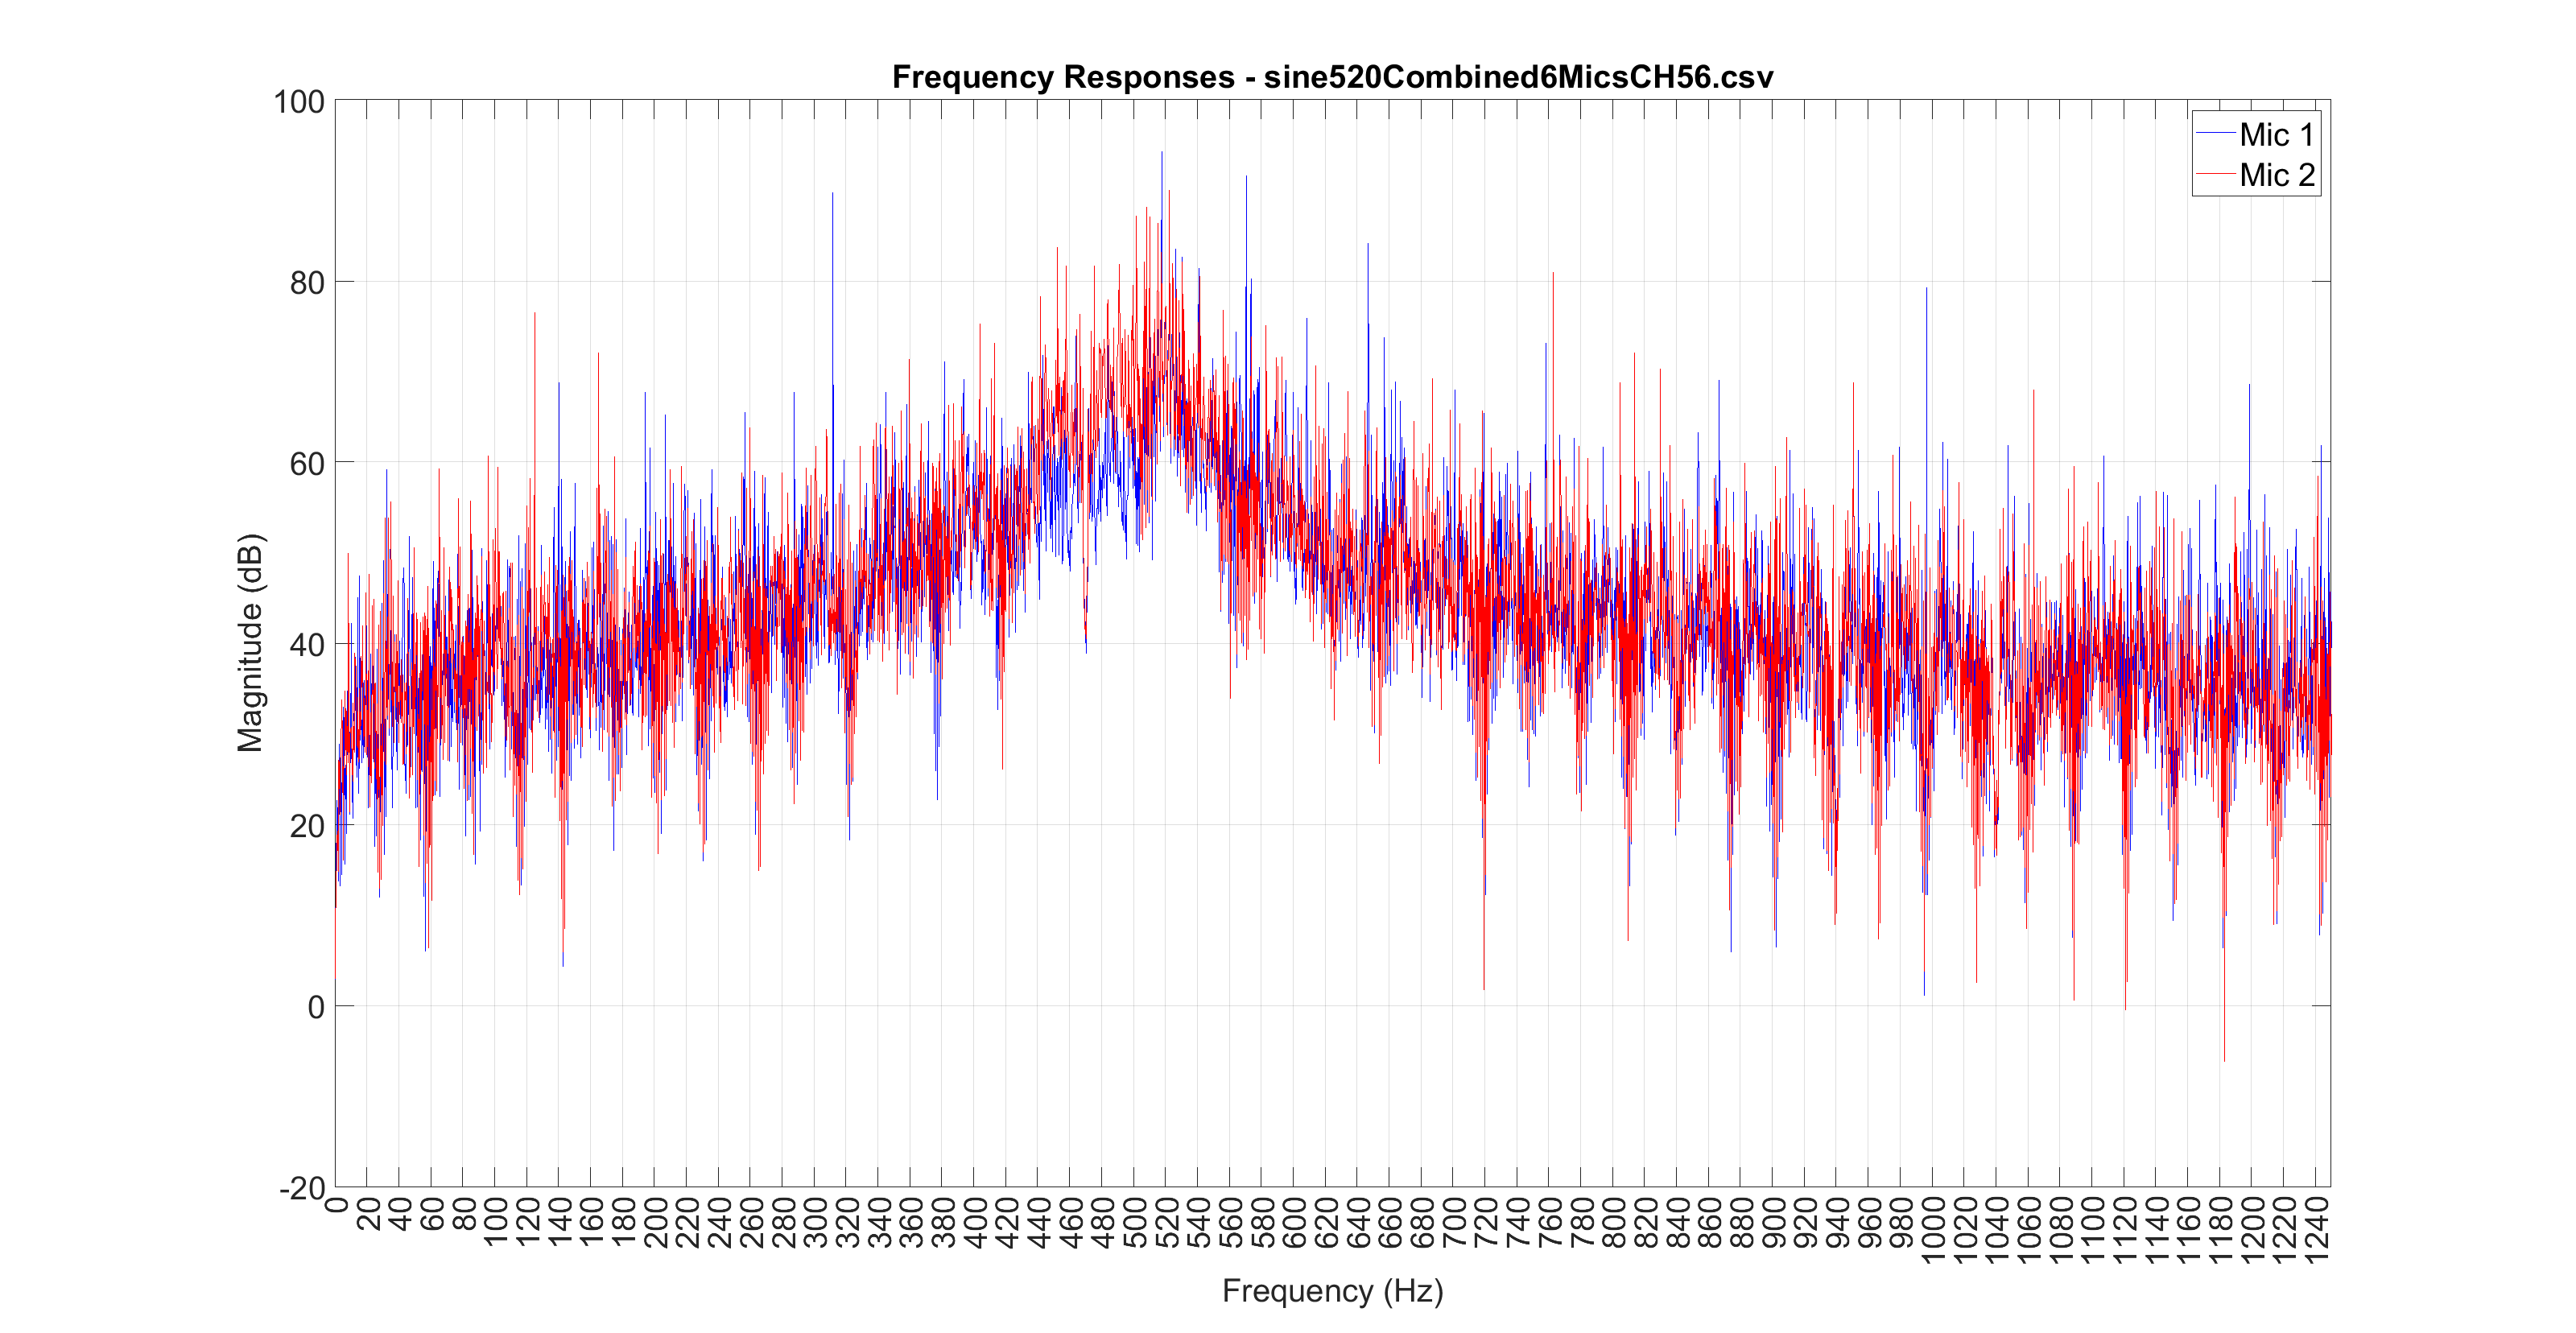 Frequency Responses - sine520Combined6MicsCH56.csv
Mic 1
Mic 2
100
80
60
40
20
0
-20
Magnitude (dB)
0 20 40 60 80 100 120 140 160 180 200 220 240 260 280 300 320 340 360 380 400 420 440 460 480 500 520 540 560 580 600 620 640 660 680 700 720 740 760 780 800 820 840 860 880 900 920 940 960 980 1000 1020 1040 1060 1080 1100 1120 1140 1160 1180 1200 1220 1240
Frequency (Hz)